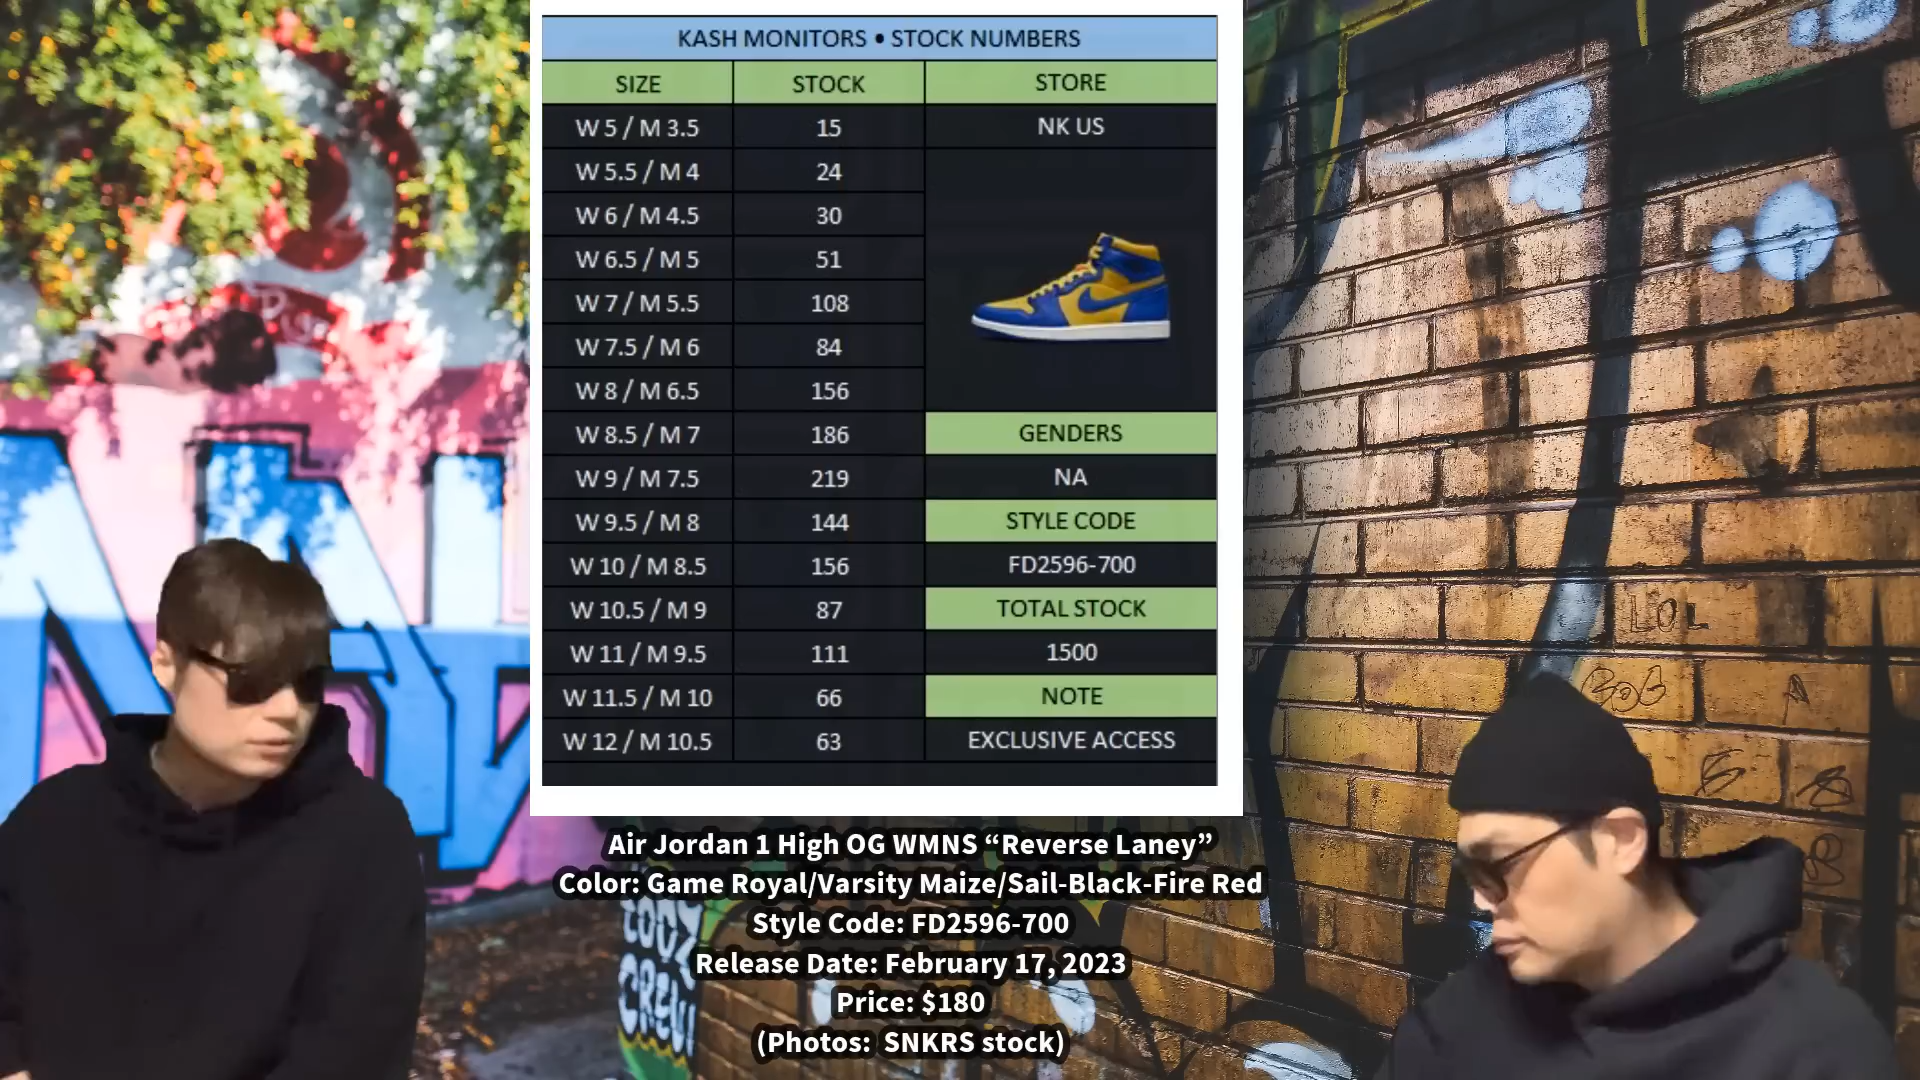 KASH MONITORS • STOCK NUMBERS
SIZE STOCK STORE
W 5 / M 3.5 15 NK US
W 5.5 / M 4 24
W 6 / M 4.5 30
W 6.5 / M 5 51
W 7 / M 5.5 108
W 7.5 / M 6 84
W 8 / M 6.5 156
W 8.5 / M 7 186 GENDERS
W 9 / M 7.5 219 NA
W 9.5 / M 8 144 STYLE CODE
W 10 / M 8.5 156 FD2596-700
W 10.5 / M 9 87 TOTAL STOCK
W 11 / M 9.5 111 1500
W 11.5 / M 10 66 NOTE
W 12 / M 10.5 63 EXCLUSIVE ACCESS
LOL
Air Jordan 1 High OG WMNS “Reverse Laney”
Color: Game Royal/Varsity Maize/Sail-Black-Fire Red
Style Code: FD2596-700
Release Date: February 17, 2023
Price: $180
(Photos: SNKRS stock)
CREW